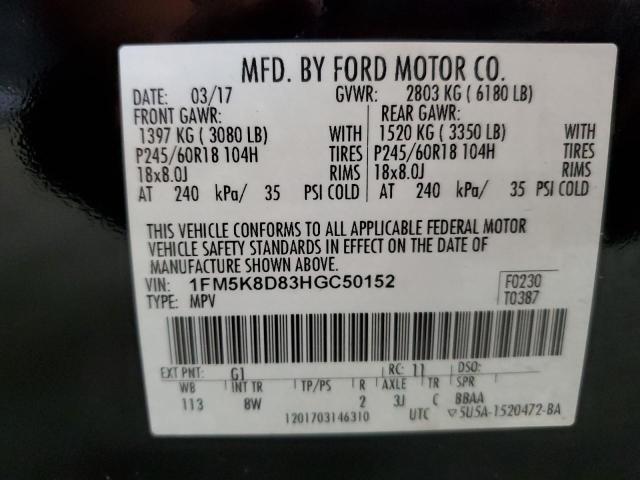 MFD. BY FORD MOTOR CO.
DATE: 03/17 GVWR: 2803 KG ( 6180 LB)
FRONT GAWR: REAR GAWR:
1397 KG ( 3080 LB) WITH 1520 KG ( 3350 LB) WITH
P245/60R18 104H TIRES P245/60R18 104H TIRES
18x8.0J RIMS 18x8.0J RIMS
AT 240 kPa/ 35 PSI COLD AT 240 kPa/ 35 PSI COLD
THIS VEHICLE CONFORMS TO ALL APPLICABLE FEDERAL MOTOR
VEHICLE SAFETY STANDARDS IN EFFECT ON THE DATE OF
MANUFACTURE SHOWN ABOVE.
VIN: 1FM5K8D83HGC50152 F0230
TYPE: MPV T0387
EXT PNT: G1 RC: 11 DSO:
WB INT TR TP/PS R AXLE TR SPR
113 8W 2 3J C BBAA
1201703146310 UTC 5U5A-1520472-BA